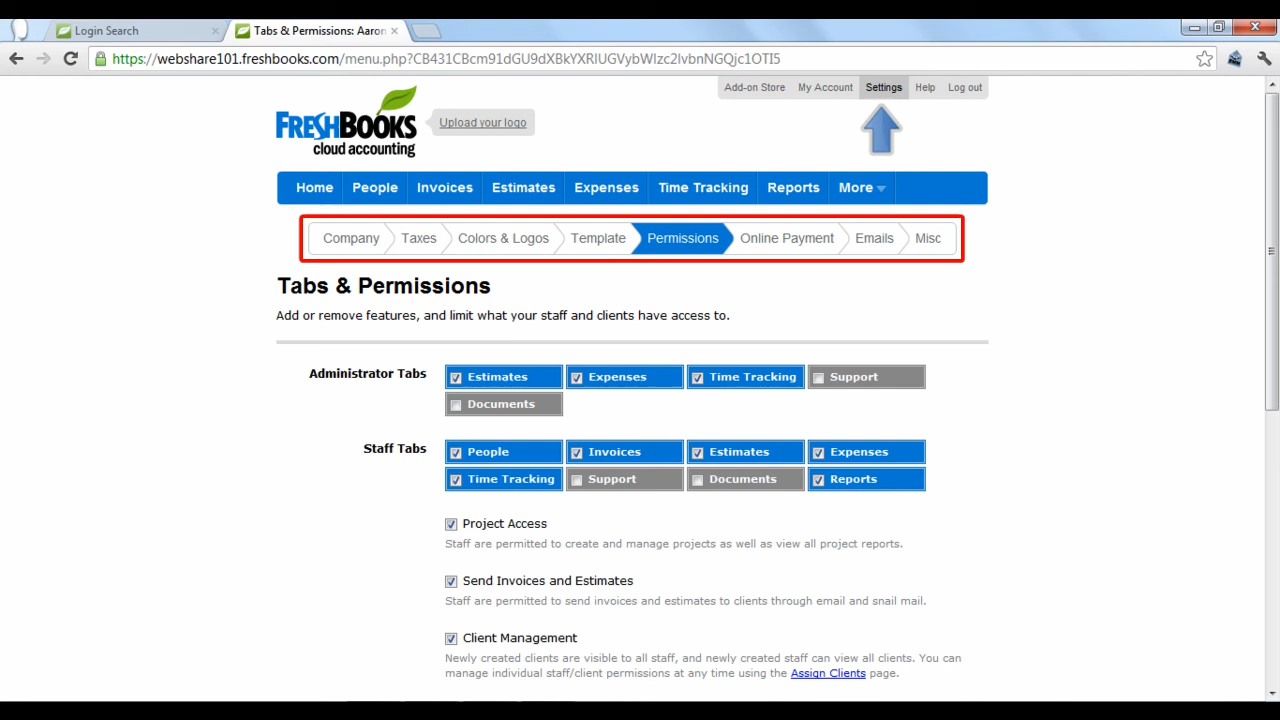 Login Search
Tabs & Permissions: Aaron
https://webshare101.freshbooks.com/menu.php?CB431CBcm91dGU9dXBkYXRlUGVybWlzc2lvbnNGQjc1OTI5
Add-on Store My Account Settings Help Log out
FRESHBOOKS
cloud accounting
Upload your logo
Home People Invoices Estimates Expenses Time Tracking Reports More
Company Taxes Colors & Logos Template Permissions Online Payment Emails Misc
Tabs & Permissions
Add or remove features, and limit what your staff and clients have access to.
Administrator Tabs Estimates Expenses Time Tracking Support
Documents
Staff Tabs People Invoices Estimates Expenses
Time Tracking Support Documents Reports
Project Access
Staff are permitted to create and manage projects as well as view all project reports.
Send Invoices and Estimates
Staff are permitted to send invoices and estimates to clients through email and snail mail.
Client Management
Newly created clients are visible to all staff, and newly created staff can view all clients. You can
manage individual staff/client permissions at any time using the Assign Clients page.